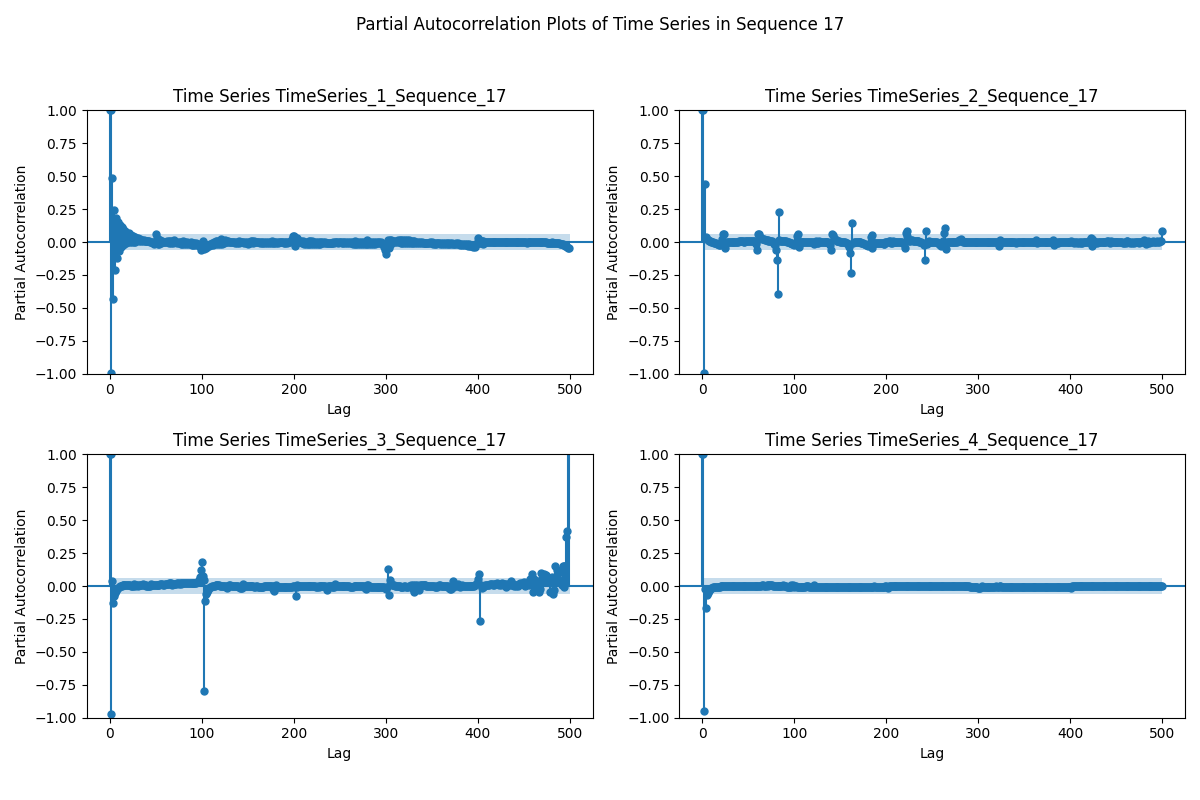 Partial Autocorrelation Plots of Time Series in Sequence 17
Time Series TimeSeries_1_Sequence_17
1.00
0.75
0.50
0.25
0.00
−0.25
−0.50
−0.75
−1.00
Partial Autocorrelation
0 100 200 300 400 500
Lag
Time Series TimeSeries_2_Sequence_17
1.00
0.75
0.50
0.25
0.00
−0.25
−0.50
−0.75
−1.00
Partial Autocorrelation
0 100 200 300 400 500
Lag
Time Series TimeSeries_3_Sequence_17
1.00
0.75
0.50
0.25
0.00
−0.25
−0.50
−0.75
−1.00
Partial Autocorrelation
0 100 200 300 400 500
Lag
Time Series TimeSeries_4_Sequence_17
1.00
0.75
0.50
0.25
0.00
−0.25
−0.50
−0.75
−1.00
Partial Autocorrelation
0 100 200 300 400 500
Lag